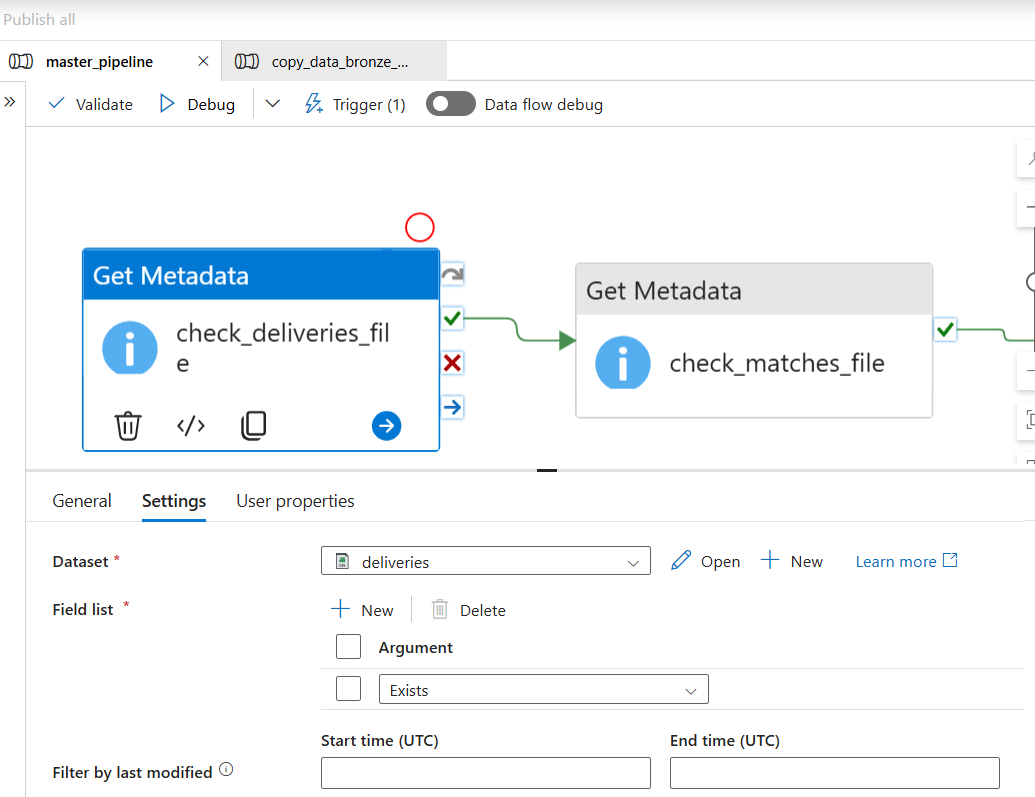 Publish all
master_pipeline
copy_data_bronze_...
Validate
Debug
Trigger (1)
Data flow debug
Get Metadata
check_deliveries_fil
e
Get Metadata
check_matches_file
General
Settings
User properties
Dataset *
deliveries
Open
New
Learn more
Field list *
New
Delete
Argument
Exists
Start time (UTC)
End time (UTC)
Filter by last modified